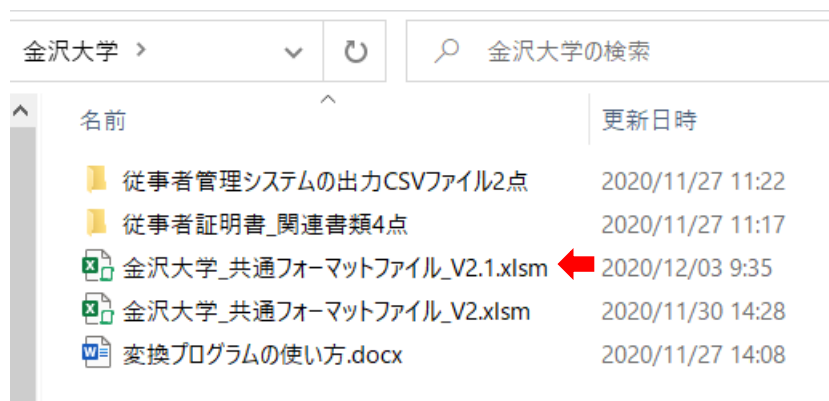 金沢大学
金沢大学の検索
名前 更新日時
従事者管理システムの出力CSVファイル2点 2020/11/27 11:22
従事者証明書_関連書類4点 2020/11/27 11:17
金沢大学_共通フォーマットファイル_V2.1.xlsm 2020/12/03 9:35
金沢大学_共通フォーマットファイル_V2.xlsm 2020/11/30 14:28
変換プログラムの使い方.docx 2020/11/27 14:08